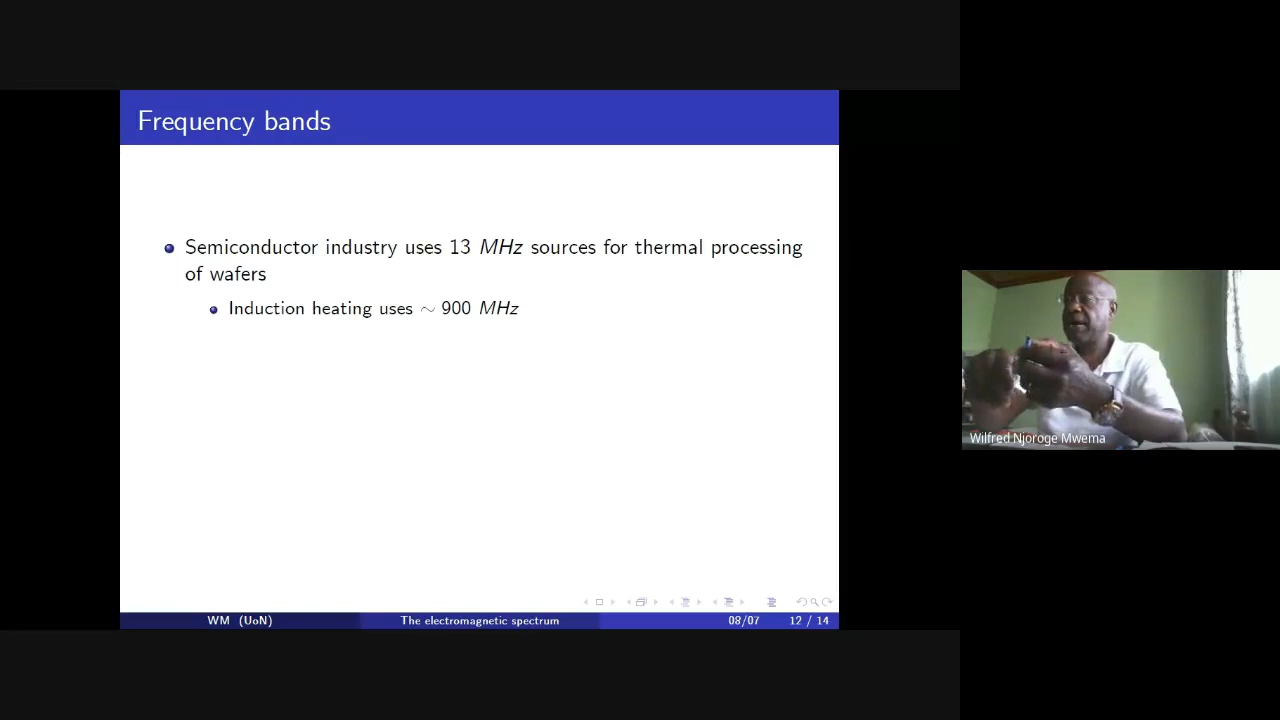 Frequency bands
Semiconductor industry uses 13 MHz sources for thermal processing
of wafers
Induction heating uses ∼ 900 MHz
Wilfred Njoroge Mwema
WM (UoN)
The electromagnetic spectrum
08/07
12 / 14